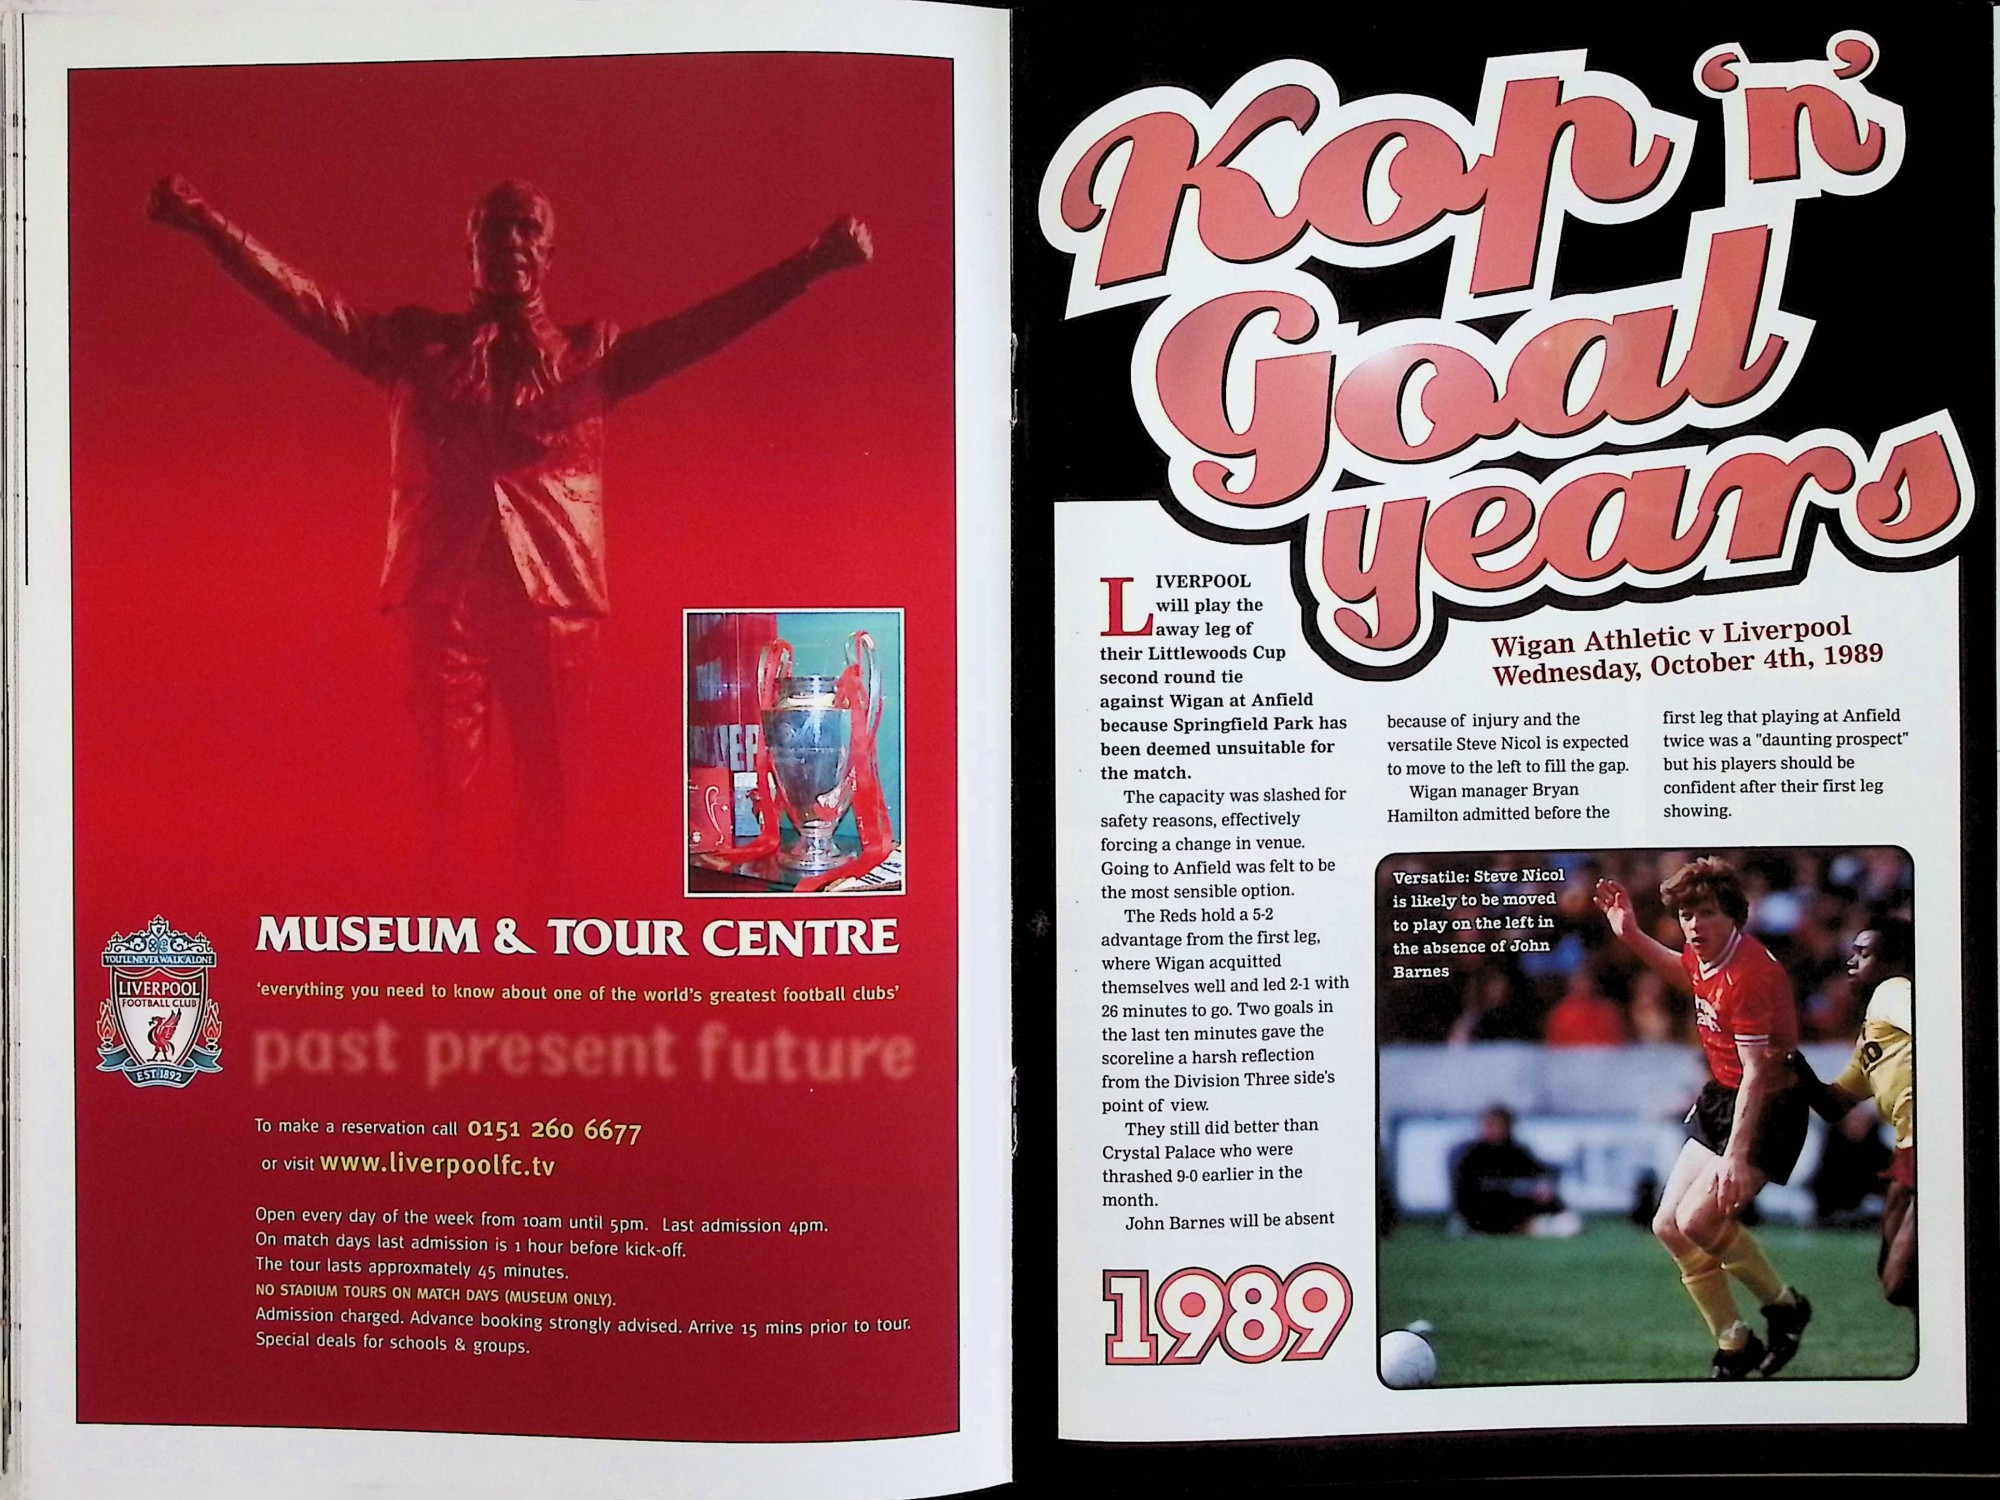 YOU'LL NEVER WALK ALONE
LIVERPOOL
FOOTBALL CLUB
EST·1892
MUSEUM & TOUR CENTRE
'everything you need to know about one of the world's greatest football clubs'
past present future
To make a reservation call 0151 260 6677
or visit www.liverpoolfc.tv
Open every day of the week from 10am until 5pm. Last admission 4pm.
On match days last admission is 1 hour before kick-off.
The tour lasts approxmately 45 minutes.
NO STADIUM TOURS ON MATCH DAYS (MUSEUM ONLY).
Admission charged. Advance booking strongly advised. Arrive 15 mins prior to tour.
Special deals for schools & groups.
Kop 'n'
Goal
years
Wigan Athletic v Liverpool
Wednesday, October 4th, 1989
LIVERPOOL
will play the
away leg of
their Littlewoods Cup
second round tie
against Wigan at Anfield
because Springfield Park has
been deemed unsuitable for
the match.
The capacity was slashed for
safety reasons, effectively
forcing a change in venue.
Going to Anfield was felt to be
the most sensible option.
The Reds hold a 5-2
advantage from the first leg,
where Wigan acquitted
themselves well and led 2-1 with
26 minutes to go. Two goals in
the last ten minutes gave the
scoreline a harsh reflection
from the Division Three side's
point of view.
They still did better than
Crystal Palace who were
thrashed 9-0 earlier in the
month.
John Barnes will be absent
because of injury and the
versatile Steve Nicol is expected
to move to the left to fill the gap.
Wigan manager Bryan
Hamilton admitted before the
first leg that playing at Anfield
twice was a "daunting prospect"
but his players should be
confident after their first leg
showing.
Versatile: Steve Nicol
is likely to be moved
to play on the left in
the absence of John
Barnes
1989